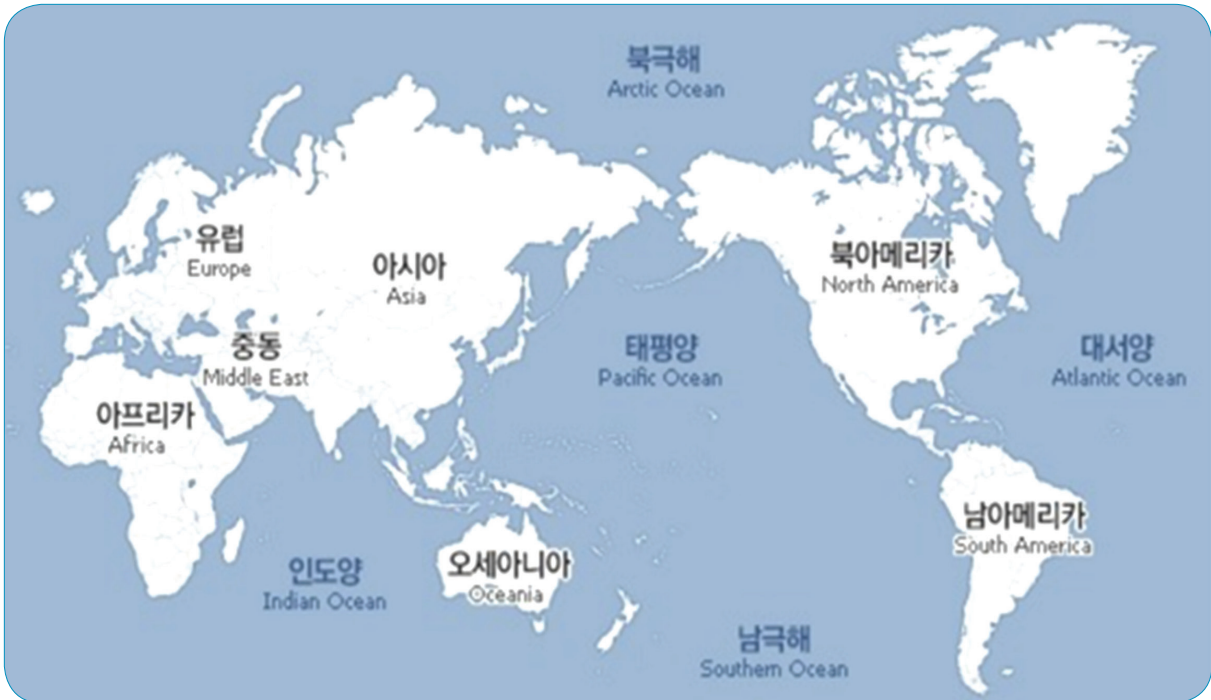 북극해
Arctic Ocean
유럽
Europe
아시아
Asia
북아메리카
North America
중동
Middle East
태평양
Pacific Ocean
대서양
Atlantic Ocean
아프리카
Africa
남아메리카
South America
오세아니아
Oceania
인도양
Indian Ocean
남극해
Southern Ocean